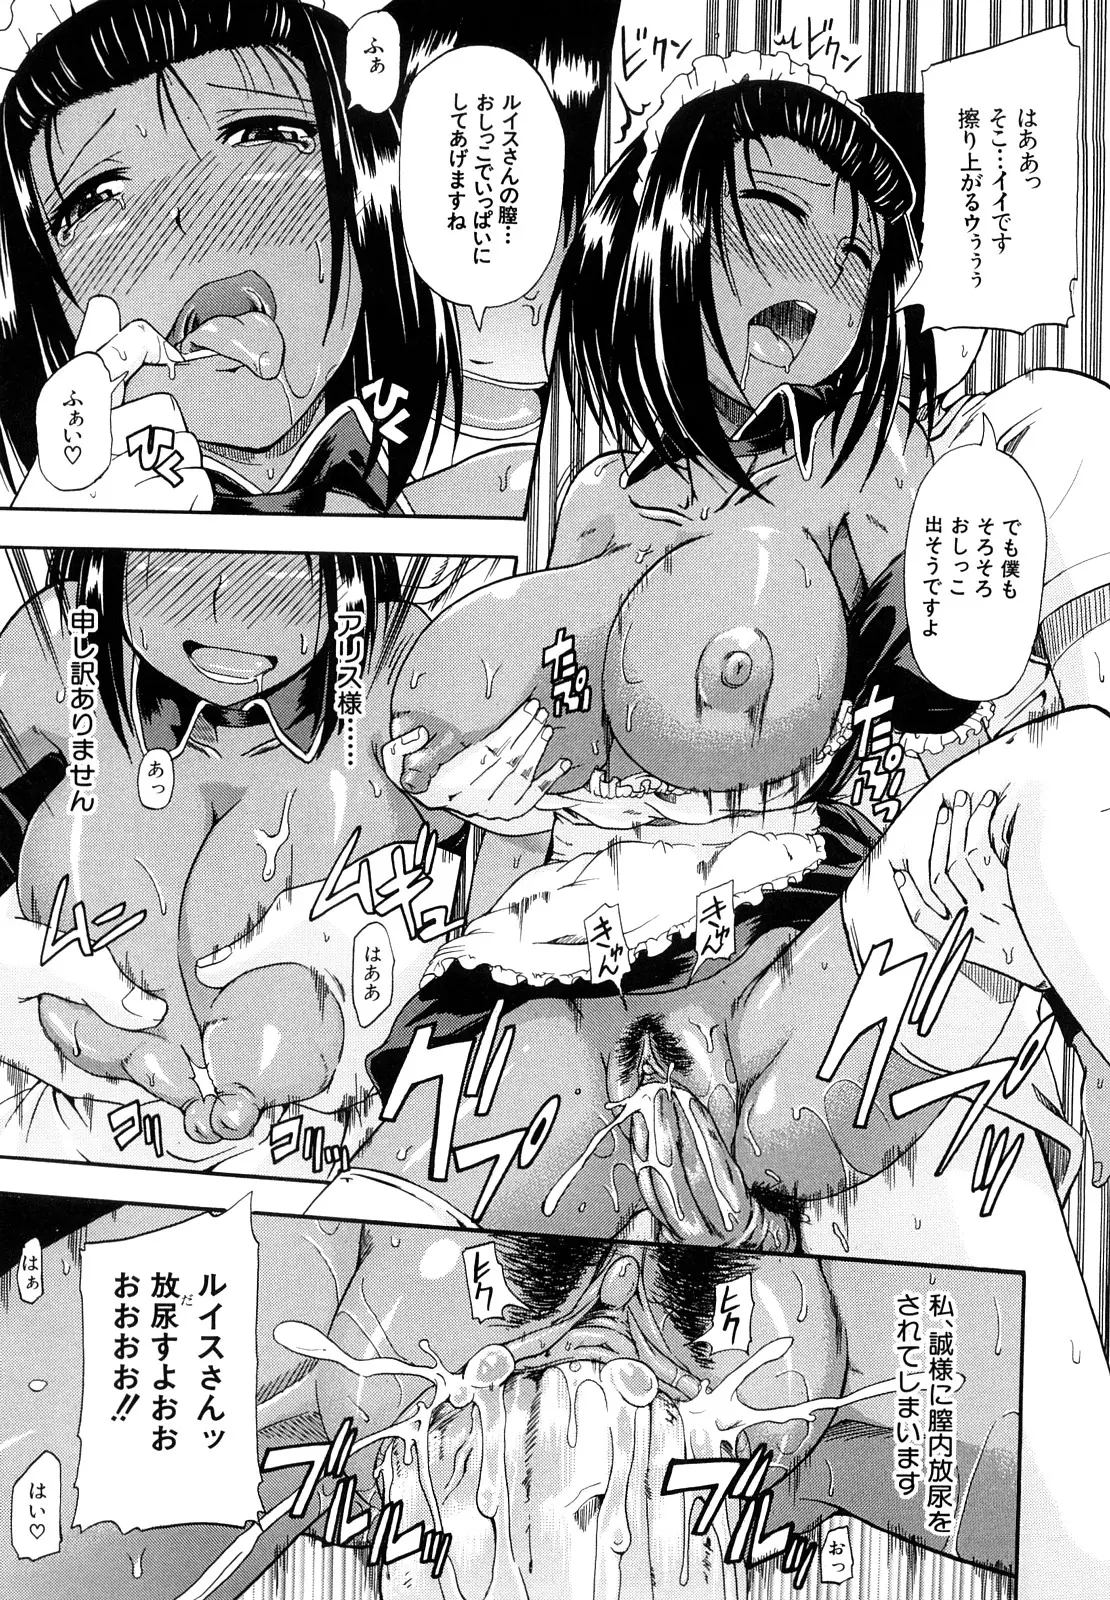 はああっ
そこ…イイです
擦り上がるウぅぅぅ
ビクン
ビクン
でも僕も
そろそろ
おしっこ
出そうですよ
ルイスさんの膣…
おしっこでいっぱいに
してあげますね
ふぁ
ふぁい♡
ひく
ひく
たぷ
たぷっ
アリス様……
申し訳ありません
あっ
はああ
ムニ
ムギュ
コリッ
コリッ
きゅん
きゅん
グプ
グプ
私、誠様に膣内放尿を
されてしまいます
ヒク
ヒク
ルイスさんッ
放尿すよおお
だ
おおおおお!!
はぁ
はい♡
おっ
ブブブ
ブブブ